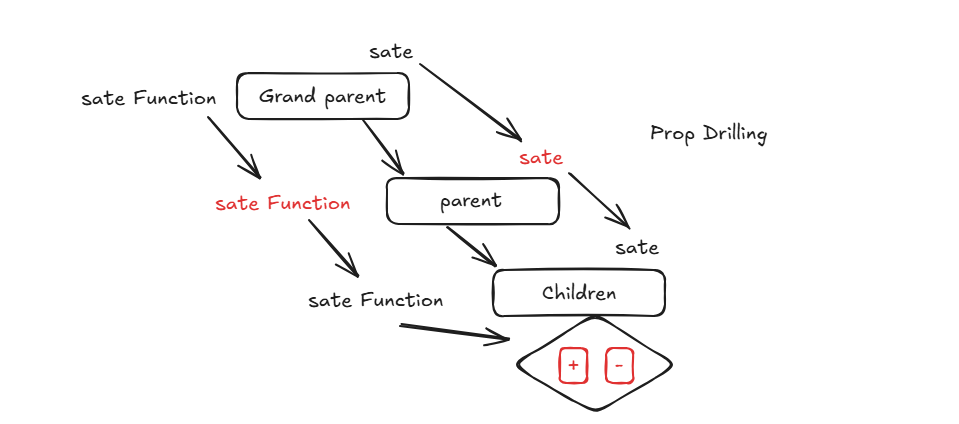 sate
sate Function
Grand parent
Prop Drilling
sate
sate Function
parent
sate
sate Function
Children
+ -